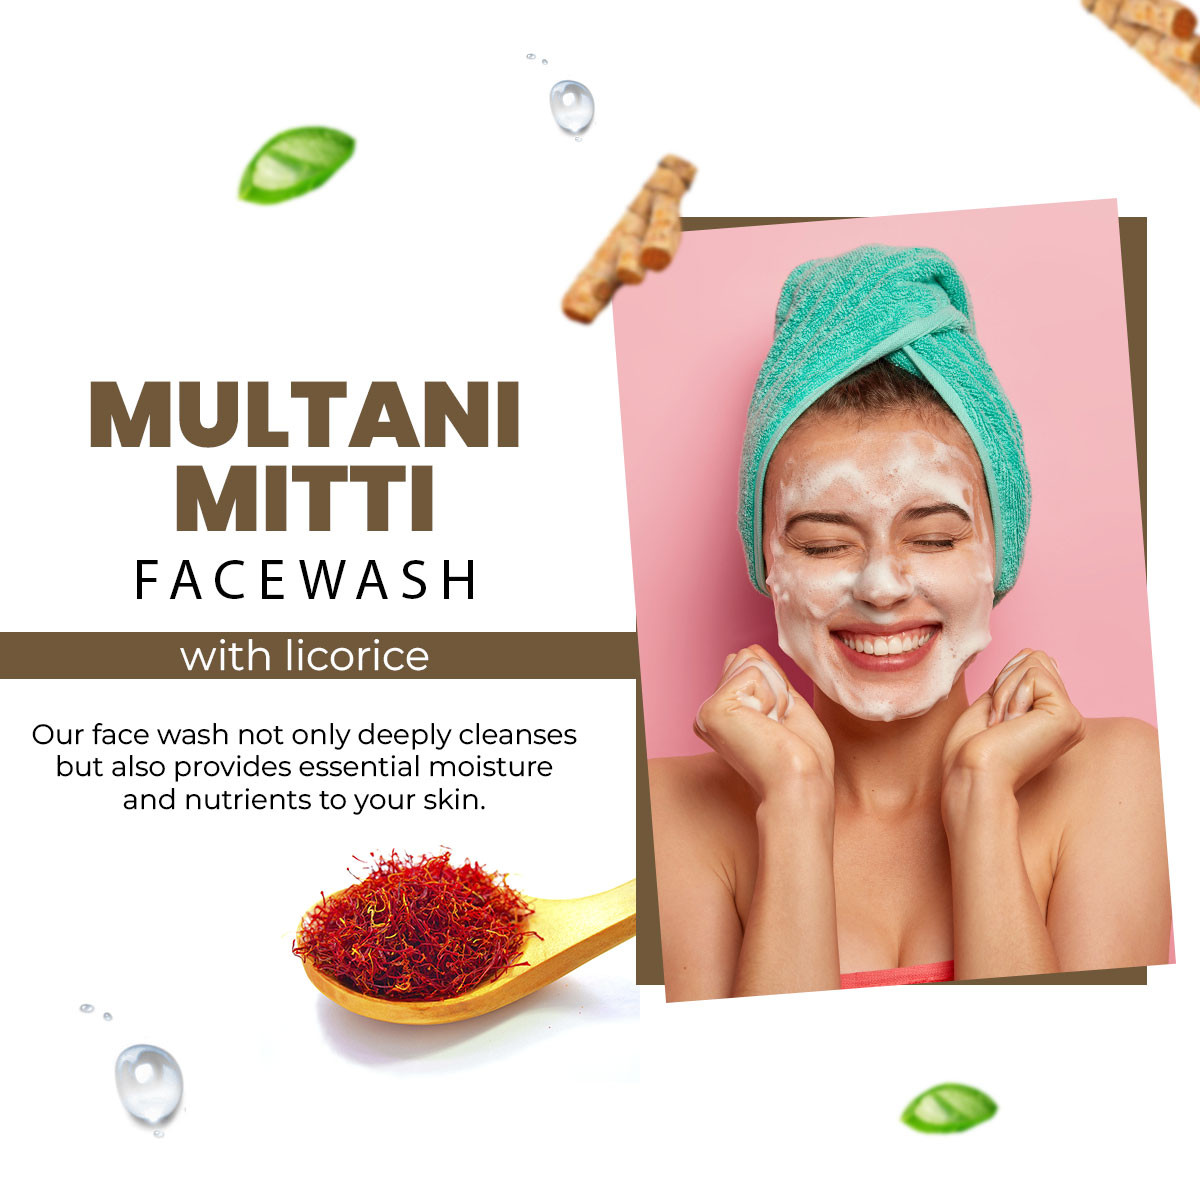 MULTANI
MITTI
FACEWASH
with licorice
Our face wash not only deeply cleanses
but also provides essential moisture
and nutrients to your skin.